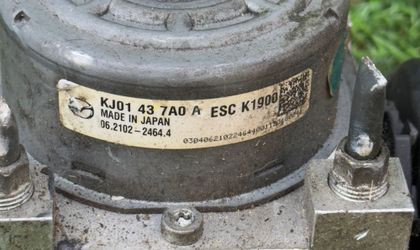 KJ01 43 7A0 A ESC K1900
MADE IN JAPAN
06.2102-2464.4